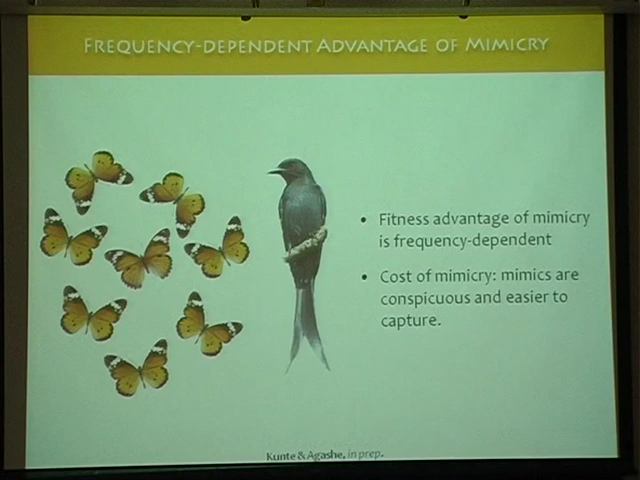 FREQUENCY-DEPENDENT ADVANTAGE OF MIMICRY
• Fitness advantage of mimicry
is frequency-dependent
• Cost of mimicry: mimics are
conspicuous and easier to
capture.
Kunte & Agashe, in prep.